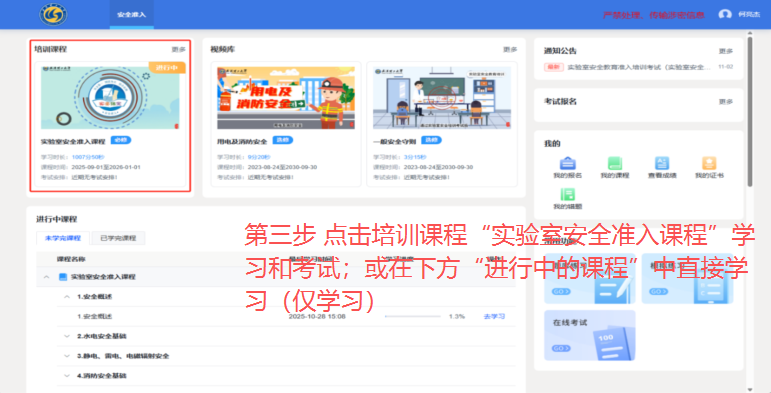 安全准入
严禁处理、传输涉密信息
培训课程
更多
进行中
实验室安全准入课程 必修
学习时长：1007分50秒
课程时间：2025-09-01至2026-01-01
考试安排：近期无考试安排！
视频库
更多
用电及
消防安全
用电及消防安全 选修
学习时长：9分29秒
课程时间：2023-08-24至2030-09-30
考试安排：近期无考试安排！
一般安全守则 选修
学习时长：3分19秒
课程时间：2023-08-24至2030-09-30
考试安排：近期无考试安排！
通知公告
更多
最新 实验室安全教育准入培训考试（实验室安全... 11-02
考试报名
更多
我的
我的报名
我的课程
查看成绩
我的证书
我的错题
进行中课程
未学完课程
已学完课程
课程名称
实验室安全准入课程
1.安全概述
1 安全概述
2025-10-28 15:08
1.3%
去学习
2.水电安全基础
3.静电、雷电、电磁辐射安全
4.消防安全基础
第三步 点击培训课程“实验室安全准入课程”学
习和考试；或在下方“进行中的课程”中直接学
习（仅学习）
GO
GO
在线考试
100
GO